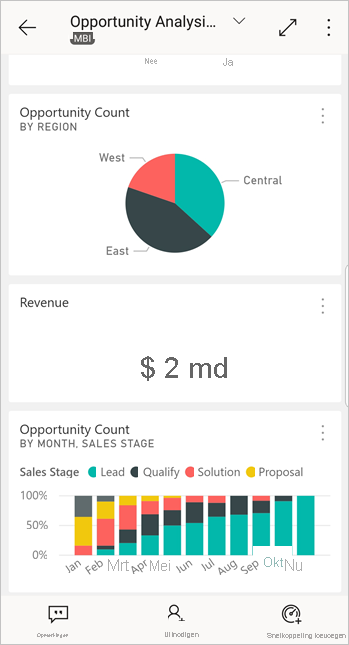 Opportunity Analysi...
MBI
Nee Ja
Opportunity Count
BY REGION
West
Central
East
Revenue
$ 2 md
Opportunity Count
BY MONTH, SALES STAGE
Sales Stage Lead Qualify Solution Proposal
100%
50%
0%
Jan Feb Mrt Apr Mei Jun Jul Aug Sep Okt Nu
Opmerkingen Uitnodigen Snelkoppeling toevoegen